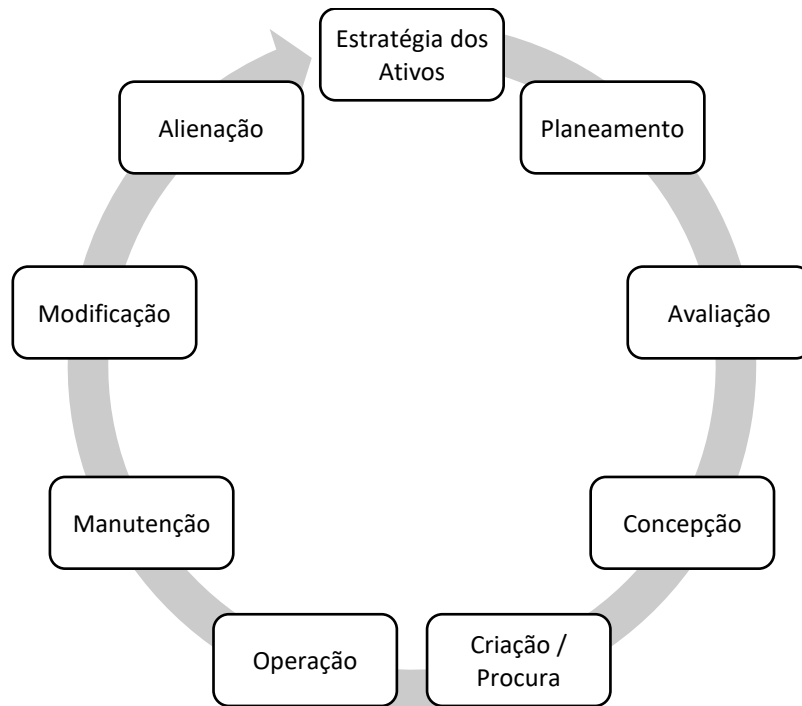 Estratégia dos
Ativos
Planeamento
Avaliação
Concepção
Criação /
Procura
Operação
Manutenção
Modificação
Alienação